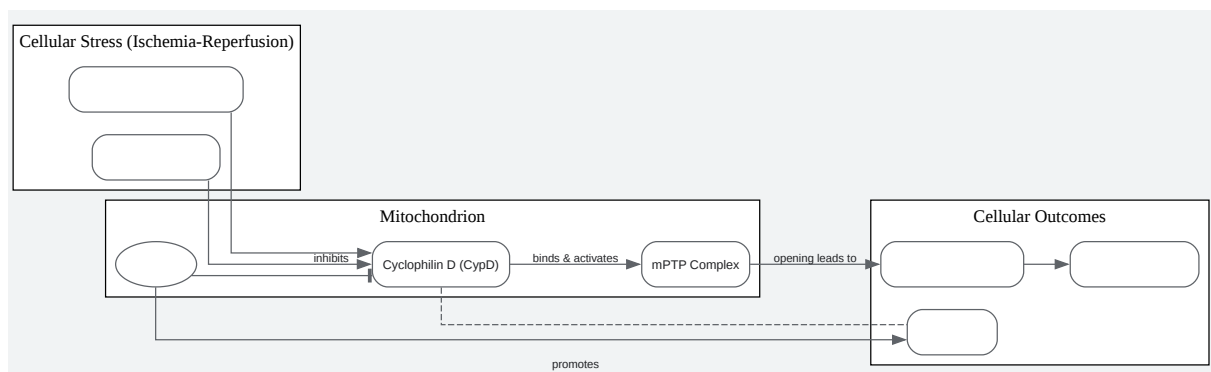 Cellular Stress (Ischemia-Reperfusion)
Mitochondrion
Cellular Outcomes
inhibits
Cyclophilin D (CypD)
binds & activates
mPTP Complex
opening leads to
promotes